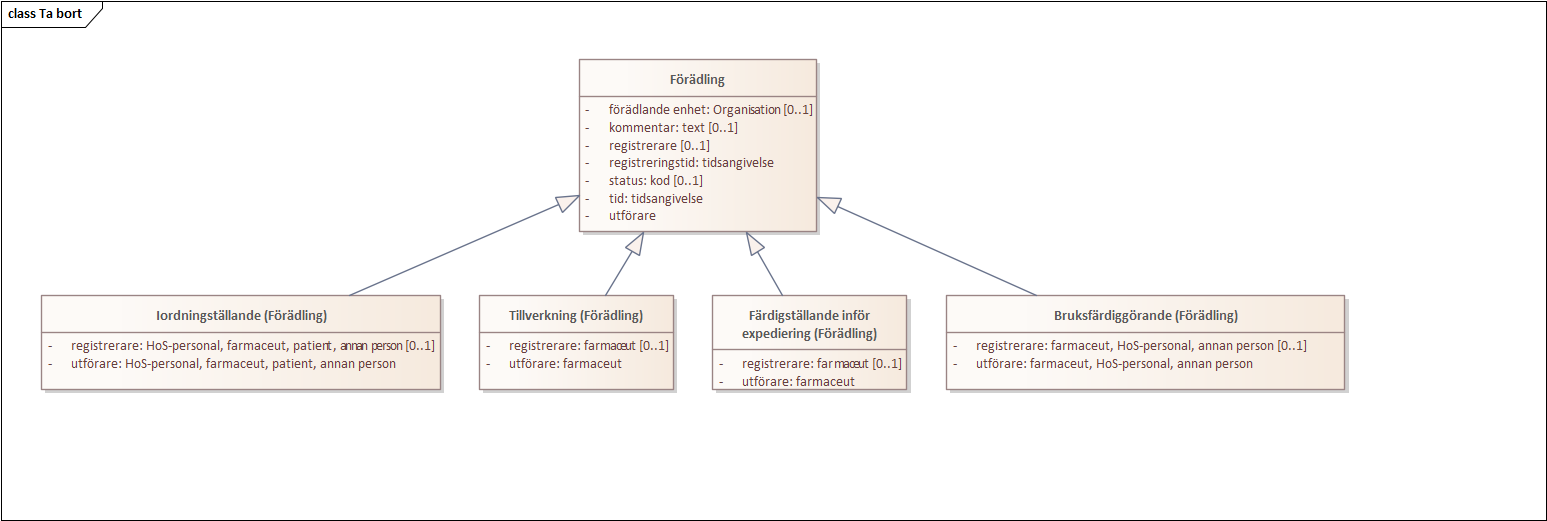 class Ta bort
Förädling
- förädlande enhet: Organisation [0..1]
- kommentar: text [0..1]
- registrerare [0..1]
- registreringstid: tidsangivelse
- status: kod [0..1]
- tid: tidsangivelse
- utförare
Iordningställande (Förädling)
- registrerare: HoS-personal, farmaceut, patient, annan person [0..1]
- utförare: HoS-personal, farmaceut, patient, annan person
Tillverkning (Förädling)
- registrerare: farmaceut [0..1]
- utförare: farmaceut
Färdigställande inför
expediering (Förädling)
- registrerare: farmaceut [0..1]
- utförare: farmaceut
Bruksfärdiggörande (Förädling)
- registrerare: farmaceut, HoS-personal, annan person [0..1]
- utförare: farmaceut, HoS-personal, annan person